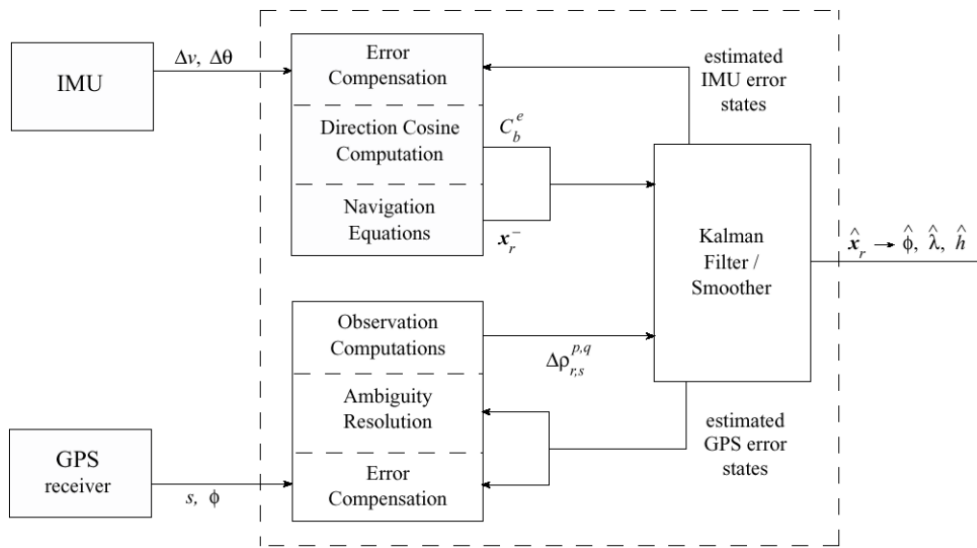 IMU
Δv, Δθ
Error
Compensation
Direction Cosine
Computation
Navigation
Equations
C_b^e
x_r^-
estimated
IMU error
states
Kalman
Filter /
Smoother
x̂_r → φ̂, λ̂, ĥ
Observation
Computations
Ambiguity
Resolution
Error
Compensation
Δρ_{r,s}^{p,q}
estimated
GPS error
states
GPS
receiver
s, φ